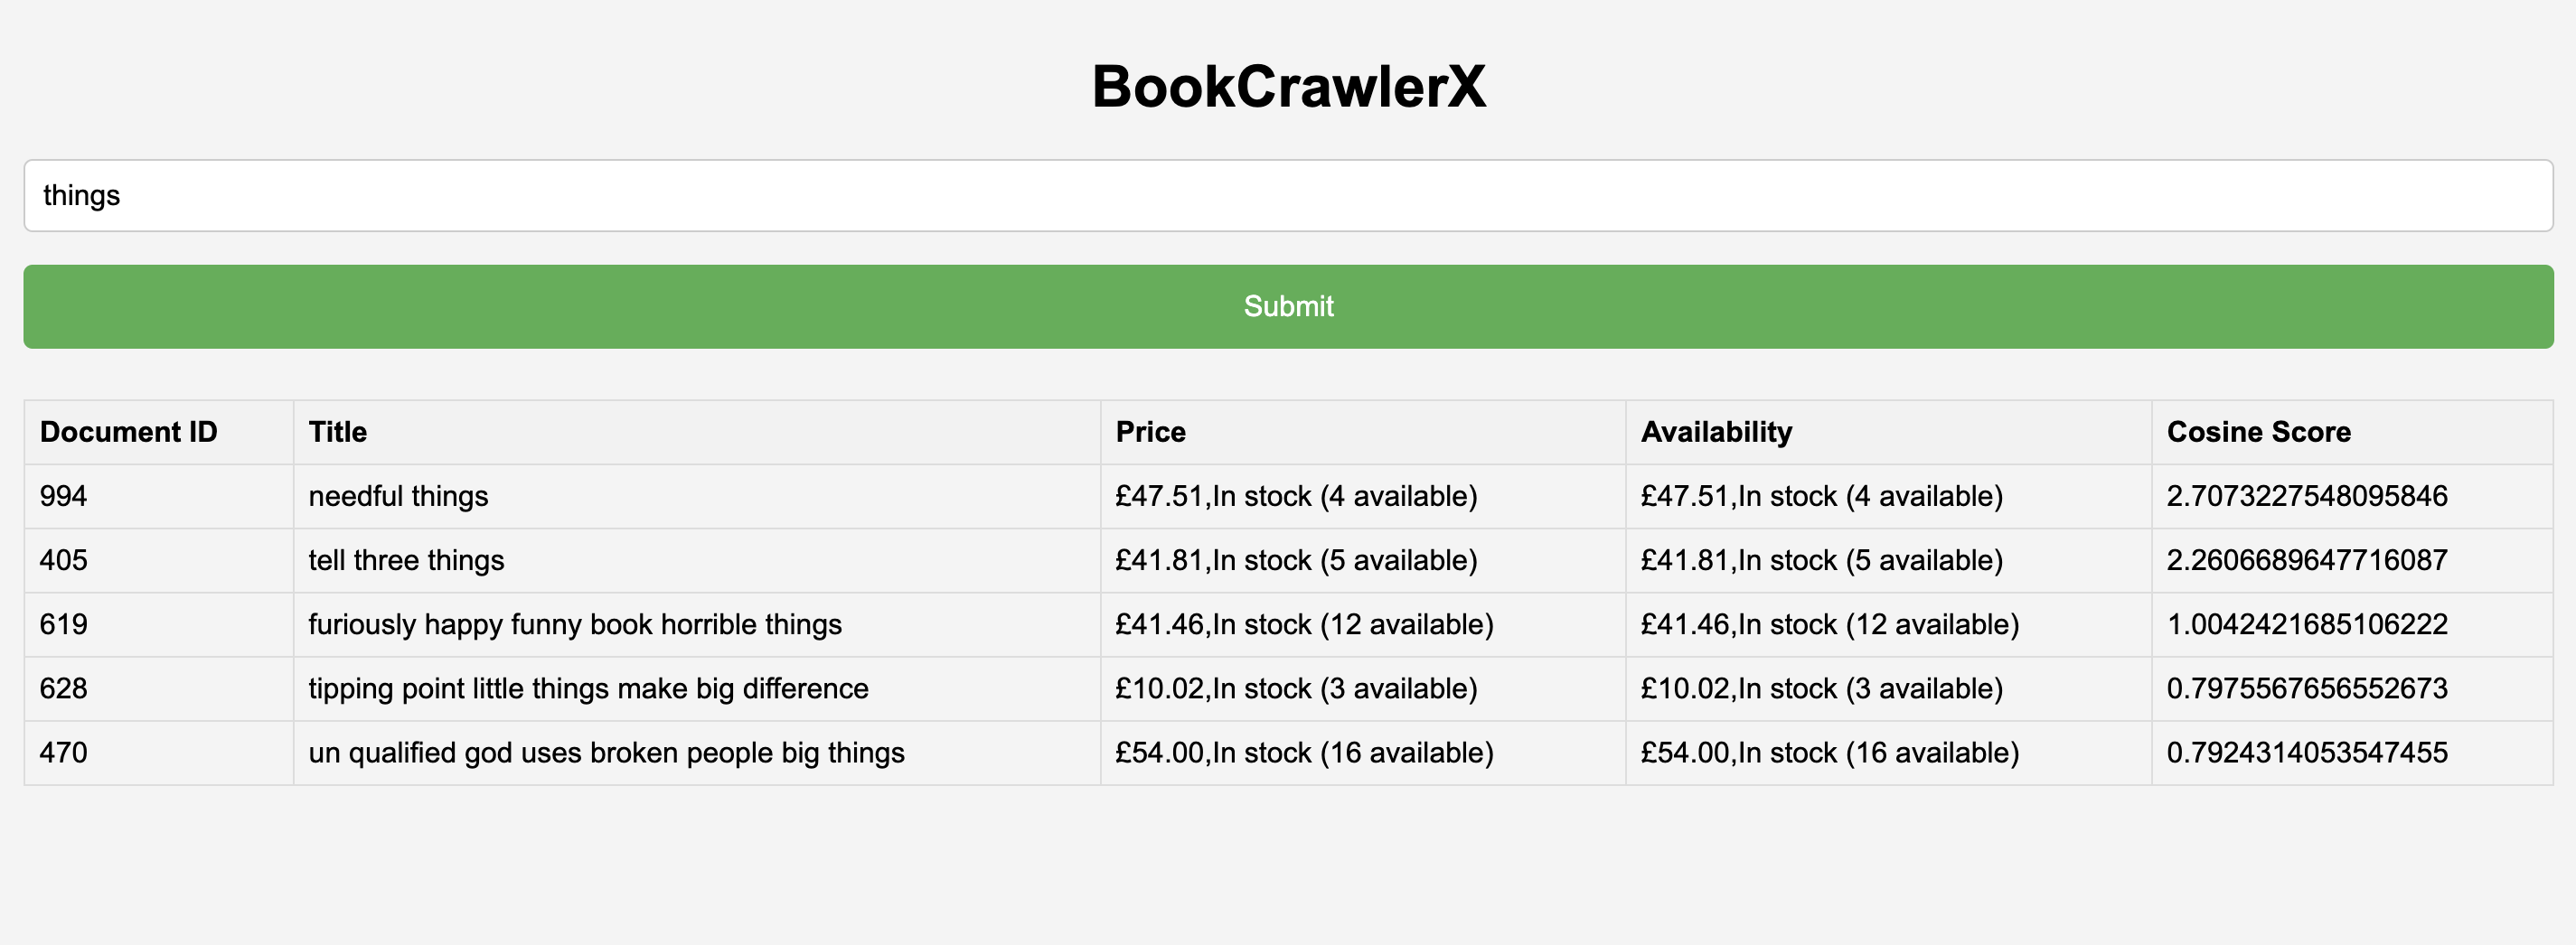 BookCrawlerX
things
Submit
Document ID Title Price Availability Cosine Score
994 needful things £47.51,In stock (4 available) £47.51,In stock (4 available) 2.7073227548095846
405 tell three things £41.81,In stock (5 available) £41.81,In stock (5 available) 2.2606689647716087
619 furiously happy funny book horrible things £41.46,In stock (12 available) £41.46,In stock (12 available) 1.0042421685106222
628 tipping point little things make big difference £10.02,In stock (3 available) £10.02,In stock (3 available) 0.7975567656552673
470 un qualified god uses broken people big things £54.00,In stock (16 available) £54.00,In stock (16 available) 0.7924314053547455